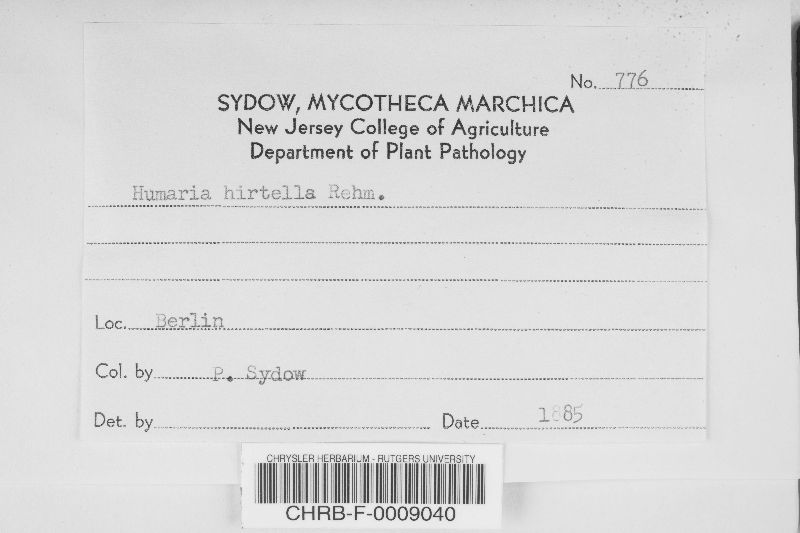 No. 776
SYDOW, MYCOTHECA MARCHICA
New Jersey College of Agriculture
Department of Plant Pathology
Humaria hirtella Rehm.
Loc. Berlin
Col. by P. Sydow
Det. by
Date 1885
CHRYSLER HERBARIUM - RUTGERS UNIVERSITY
CHRB-F-0009040